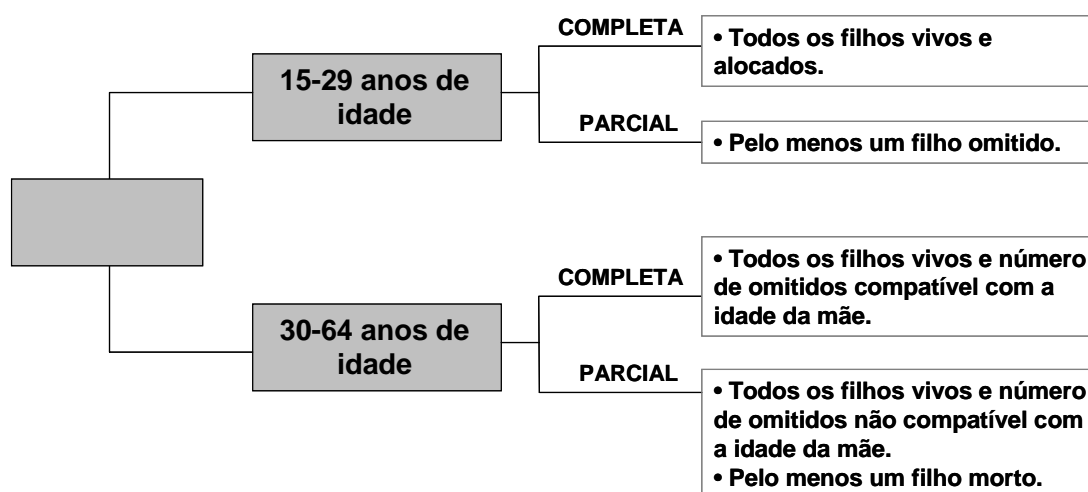 COMPLETA
• Todos os filhos vivos e
alocados.
15-29 anos de
idade
PARCIAL
• Pelo menos um filho omitido.
COMPLETA
• Todos os filhos vivos e número
de omitidos compatível com a
idade da mãe.
30-64 anos de
idade
PARCIAL
• Todos os filhos vivos e número
de omitidos não compatível com
a idade da mãe.
• Pelo menos um filho morto.